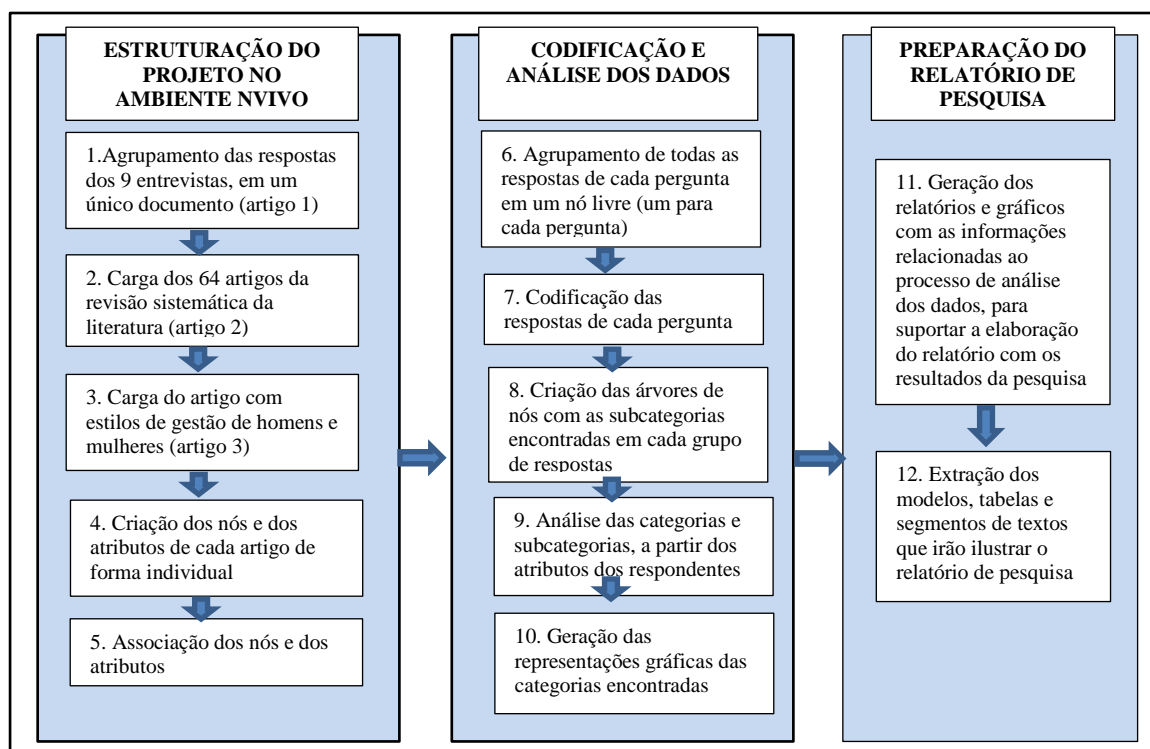 ESTRUTURAÇÃO DO
PROJETO NO
AMBIENTE NVIVO
1.Agrupamento das respostas
dos 9 entrevistas, em um
único documento (artigo 1)
2. Carga dos 64 artigos da
revisão sistemática da
literatura (artigo 2)
3. Carga do artigo com
estilos de gestão de homens e
mulheres (artigo 3)
4. Criação dos nós e dos
atributos de cada artigo de
forma individual
5. Associação dos nós e dos
atributos
CODIFICAÇÃO E
ANÁLISE DOS DADOS
6. Agrupamento de todas as
respostas de cada pergunta
em um nó livre (um para
cada pergunta)
7. Codificação das
respostas de cada pergunta
8. Criação das árvores de
nós com as subcategorias
encontradas em cada grupo
de respostas
9. Análise das categorias e
subcategorias, a partir dos
atributos dos respondentes
10. Geração das
representações gráficas das
categorias encontradas
PREPARAÇÃO DO
RELATÓRIO DE
PESQUISA
11. Geração dos
relatórios e gráficos
com as informações
relacionadas ao
processo de análise
dos dados, para
suportar a elaboração
do relatório com os
resultados da pesquisa
12. Extração dos
modelos, tabelas e
segmentos de textos
que irão ilustrar o
relatório de pesquisa